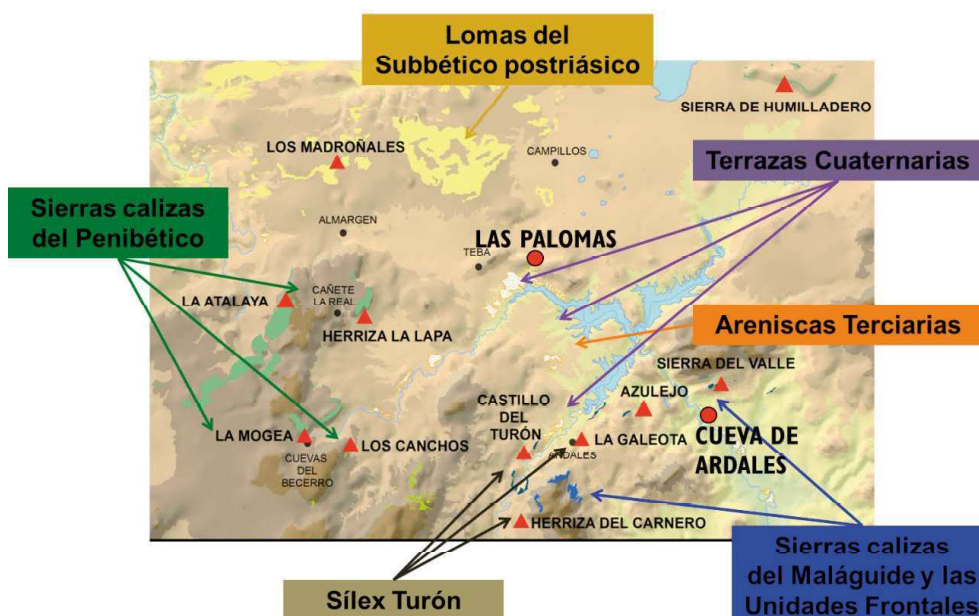 Lomas del
Subbético postriásico
SIERRA DE HUMILLADERO
LOS MADROÑALES
CAMPILLOS
Terrazas Cuaternarias
Sierras calizas
del Penibético
ALMARGEN
LAS PALOMAS
TEBA
LA ATALAYA
CAÑETE
LA REAL
HERRIZA LA LAPA
Areniscas Terciarias
SIERRA DEL VALLE
AZULEJO
CASTILLO
DEL
TURÓN
LA MOGEA
LOS CANCHOS
LA GALEOTA
ARDALES
CUEVA DE
ARDALES
CUEVAS
DEL
BECERRO
HERRIZA DEL CARNERO
Sílex Turón
Sierras calizas
del Maláguide y las
Unidades Frontales